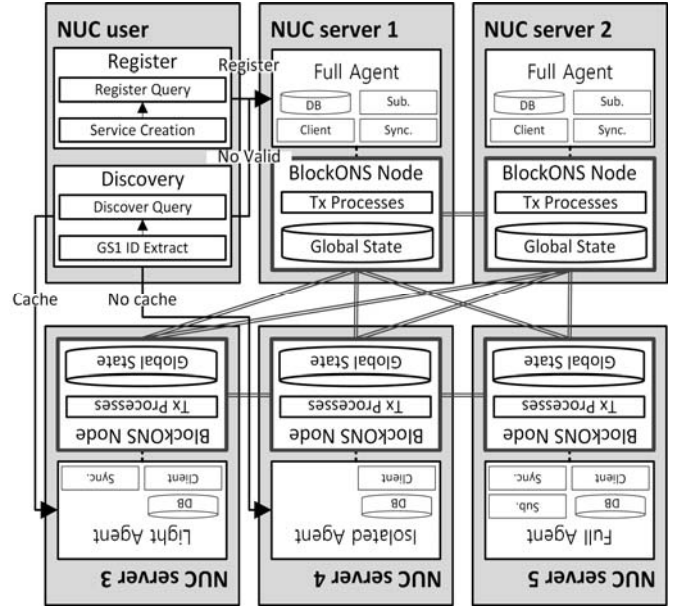 NUC user
Register
Register Query
Service Creation
Discovery
Discover Query
GS1 ID Extract
Register
No Valid
Cache
No cache
NUC server 1
Full Agent
DB
Sub.
Client
Sync.
BlockONS Node
Tx Processes
Global State
NUC server 2
Full Agent
DB
Sub.
Client
Sync.
BlockONS Node
Tx Processes
Global State
NUC server 3
Light Agent
DB
Client
Sync.
BlockONS Node
Tx Processes
Global State
NUC server 4
Isolated Agent
DB
Client
BlockONS Node
Tx Processes
Global State
NUC server 5
Full Agent
DB
Sub.
Client
Sync.
BlockONS Node
Tx Processes
Global State